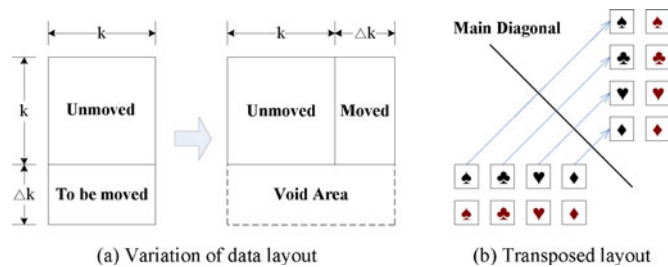 k
k
△k
Main Diagonal
k
Unmoved
Unmoved
Moved
△k
To be moved
Void Area
(a) Variation of data layout
(b) Transposed layout